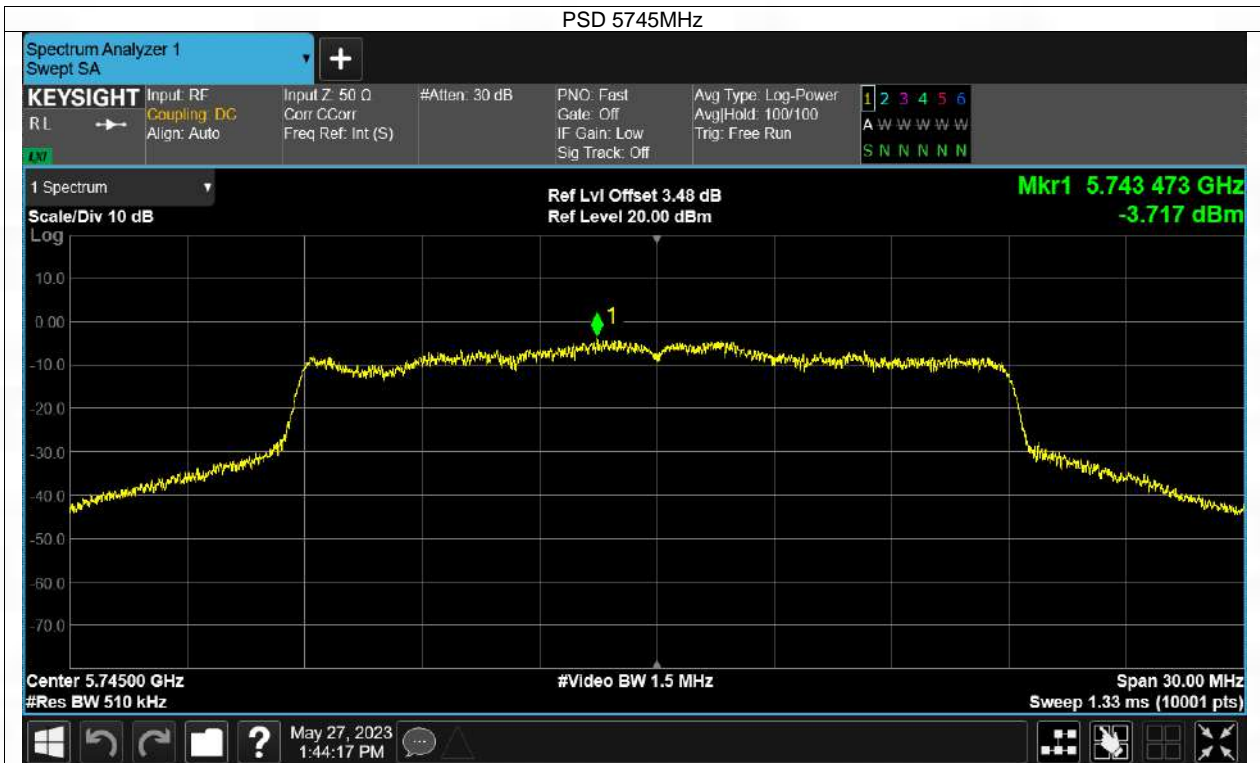 PSD 5745MHz
Spectrum Analyzer 1
Swept SA
+
KEYSIGHT
RL
LXI
Input: RF
Coupling: DC
Align: Auto
Input Z: 50 Ω
Corr CCorr
Freq Ref: Int (S)
#Atten: 30 dB
PNO: Fast
Gate: Off
IF Gain: Low
Sig Track: Off
Avg Type: Log-Power
Avg|Hold: 100/100
Trig: Free Run
1 2 3 4 5 6
A W W W W W
S N N N N N
1 Spectrum
Scale/Div 10 dB
Log
Ref Lvl Offset 3.48 dB
Ref Level 20.00 dBm
Mkr1 5.743 473 GHz
-3.717 dBm
10.0
0.00
-10.0
-20.0
-30.0
-40.0
-50.0
-60.0
-70.0
1
Center 5.74500 GHz
#Res BW 510 kHz
#Video BW 1.5 MHz
Span 30.00 MHz
Sweep 1.33 ms (10001 pts)
?
May 27, 2023
1:44:17 PM